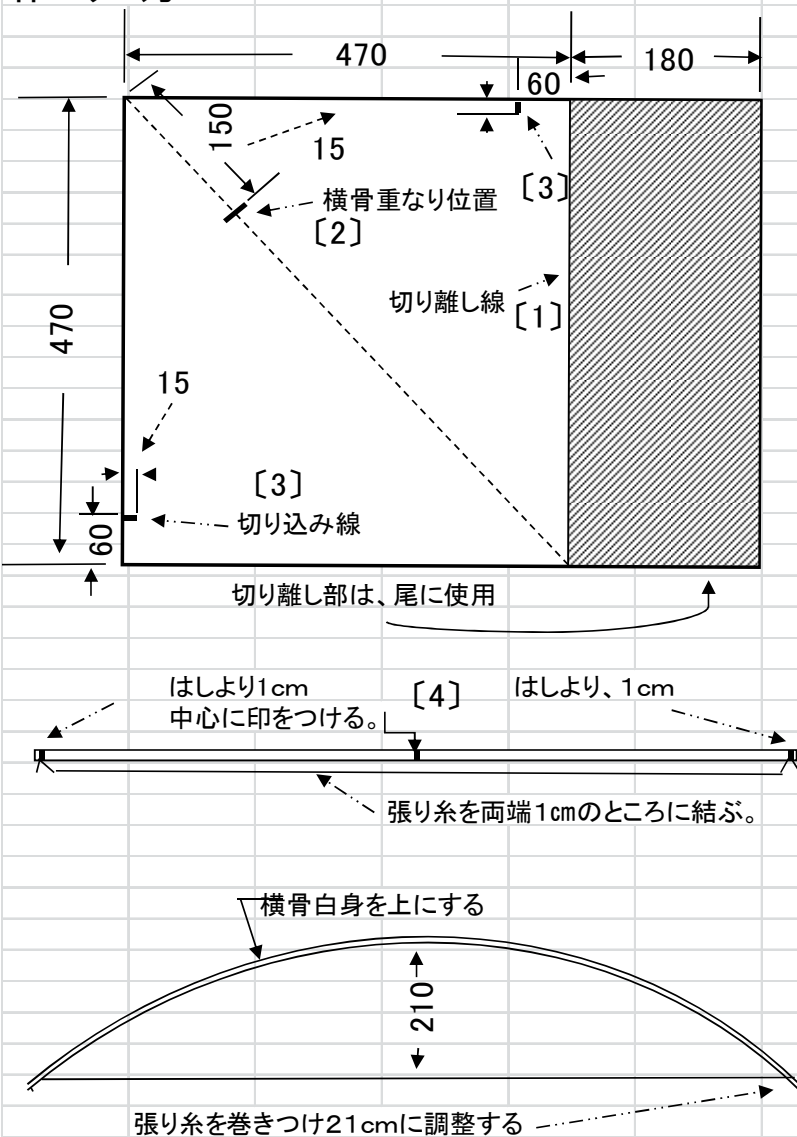 470
180
60
150
15
〔3〕
横骨重なり位置
〔2〕
切り離し線
〔1〕
470
15
〔3〕
切り込み線
60
切り離し部は、尾に使用
はしより1cm
〔4〕
はしより、1cm
中心に印をつける。
張り糸を両端1cmのところに結ぶ。
横骨白身を上にする
210
張り糸を巻きつけ21cmに調整する